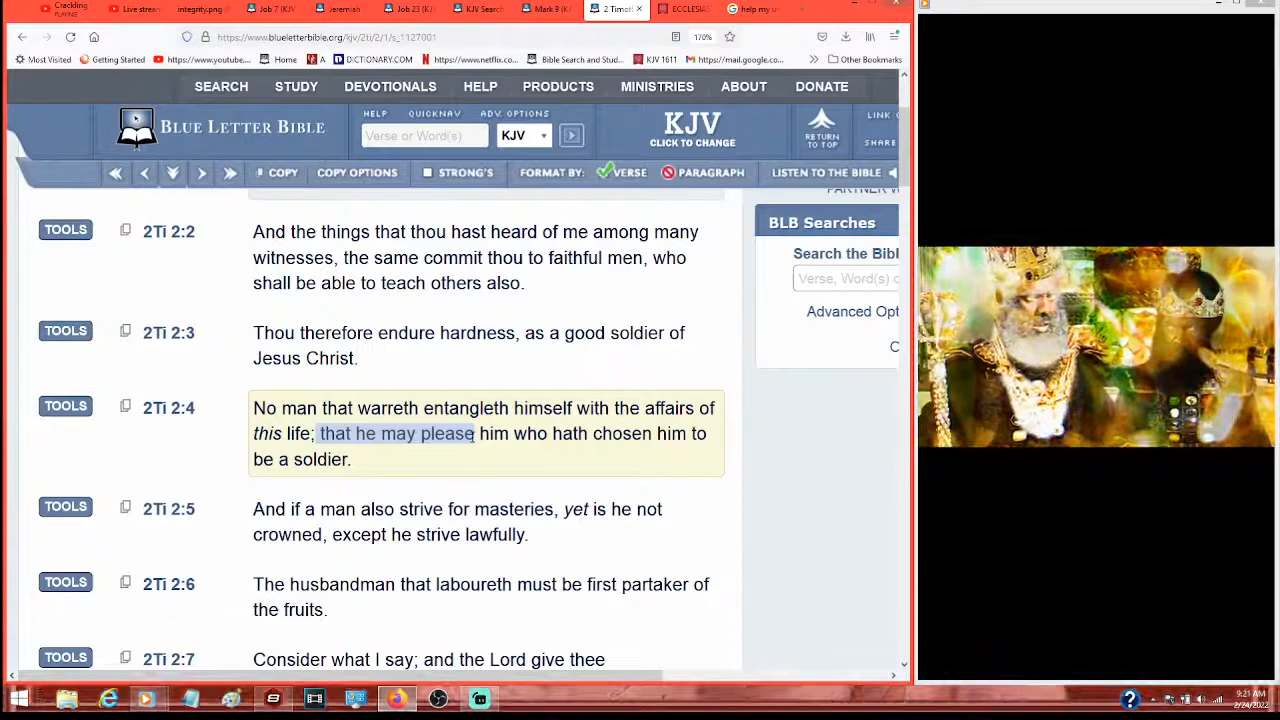 Crackling
PLAYING
Live stream
integrity.png (
Job 7 (KJV
Jeremiah
Job 23 (KJ
KJV Search
Mark 9 (K
2 Timoth
ECCLESIAS
help my u
https://www.blueletterbible.org/kjv/2ti/2/1/s_1127001
170%
Most Visited
Getting Started
https://www.youtube...
Home
DICTIONARY.COM
https://www.netflix.co...
Bible Search and Stud...
KJV 1611
https://mail.google.co...
Other Bookmarks
SEARCH STUDY DEVOTIONALS HELP PRODUCTS MINISTRIES ABOUT DONATE
BLUE LETTER BIBLE
HELP QUICKNAV ADV. OPTIONS
Verse or Word(s)
KJV
KJV
CLICK TO CHANGE
RETURN
TO TOP
LINK
SHARE
COPY COPY OPTIONS STRONG'S FORMAT BY: VERSE PARAGRAPH LISTEN TO THE BIBLE
BLB Searches
Search the Bibl
Verse, Word(s) o
Advanced Opt
TOOLS 2Ti 2:2 And the things that thou hast heard of me among many
witnesses, the same commit thou to faithful men, who
shall be able to teach others also.
TOOLS 2Ti 2:3 Thou therefore endure hardness, as a good soldier of
Jesus Christ.
TOOLS 2Ti 2:4 No man that warreth entangleth himself with the affairs of
this life; that he may please him who hath chosen him to
be a soldier.
TOOLS 2Ti 2:5 And if a man also strive for masteries, yet is he not
crowned, except he strive lawfully.
TOOLS 2Ti 2:6 The husbandman that laboureth must be first partaker of
the fruits.
TOOLS 2Ti 2:7 Consider what I say; and the Lord give thee
9:21 AM
2/24/2022